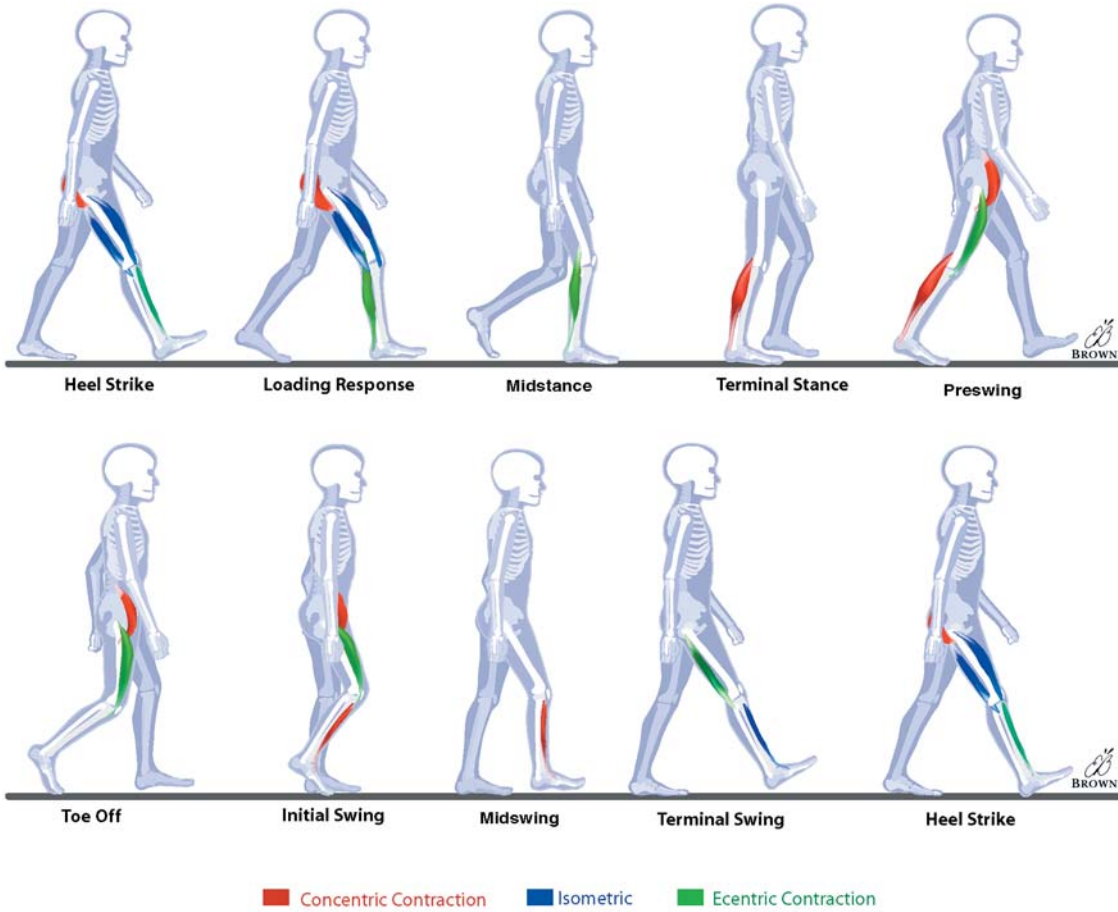 BROWN
Heel Strike Loading Response Midstance Terminal Stance Preswing
BROWN
Toe Off Initial Swing Midswing Terminal Swing Heel Strike
Concentric Contraction Isometric Ecentric Contraction